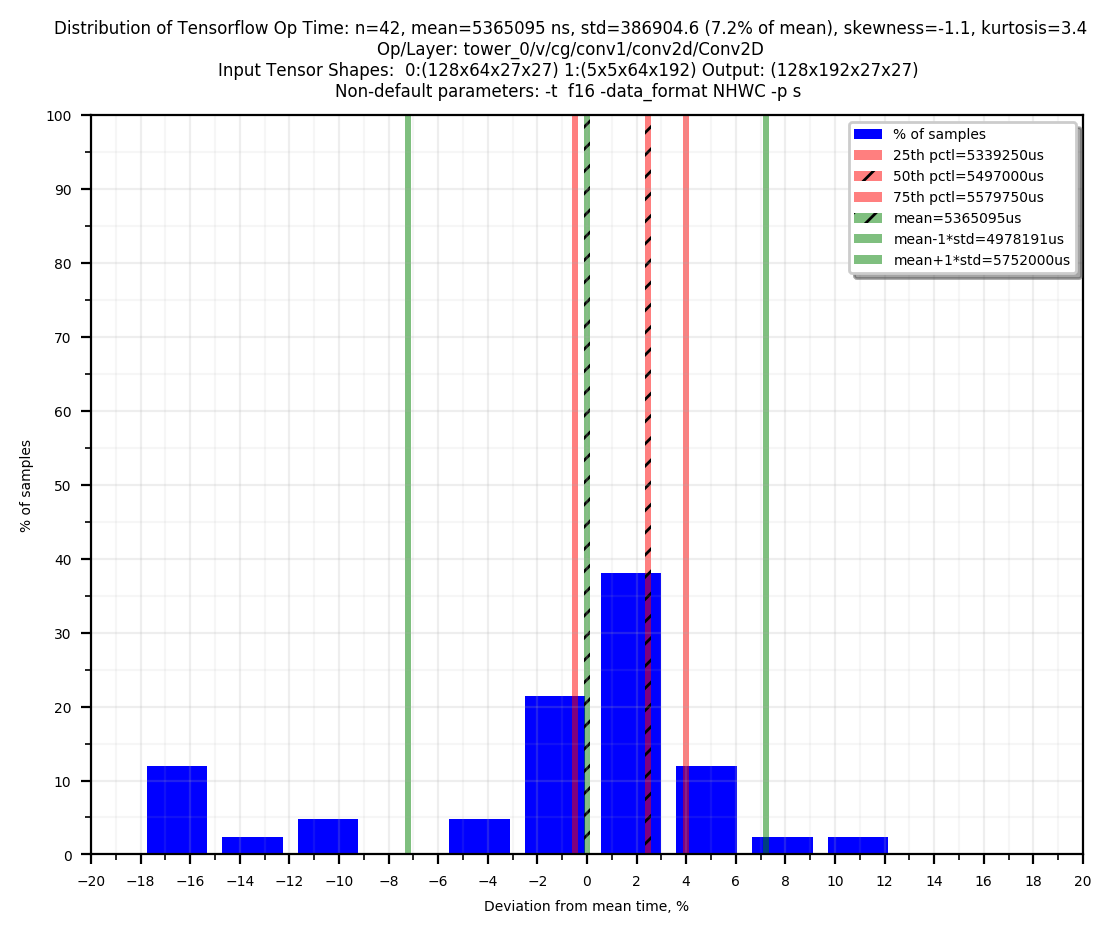 Distribution of Tensorflow Op Time: n=42, mean=5365095 ns, std=386904.6 (7.2% of mean), skewness=-1.1, kurtosis=3.4
Op/Layer: tower_0/v/cg/conv1/conv2d/Conv2D
Input Tensor Shapes:  0:(128x64x27x27) 1:(5x5x64x192) Output: (128x192x27x27)
Non-default parameters: -t  f16 -data_format NHWC -p s
% of samples
25th pctl=5339250us
50th pctl=5497000us
75th pctl=5579750us
mean=5365095us
mean-1*std=4978191us
mean+1*std=5752000us
100
90
80
70
60
50
40
30
20
10
0
% of samples
−20 −18 −16 −14 −12 −10 −8 −6 −4 −2 0 2 4 6 8 10 12 14 16 18 20
Deviation from mean time, %